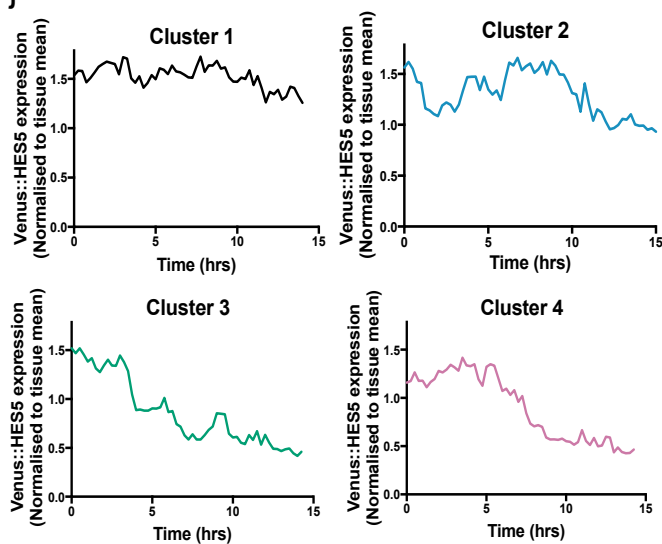 Cluster 1
Venus::HES5 expression
(Normalised to tissue mean)
1.5
1.0
0.5
0.0
0
5
10
15
Time (hrs)
Cluster 2
Venus::HES5 expression
(Normalised to tissue mean)
1.5
1.0
0.5
0.0
0
5
10
15
Time (hrs)
Cluster 3
Venus::HES5 expression
(Normalised to tissue mean)
1.5
1.0
0.5
0.0
0
5
10
15
Time (hrs)
Cluster 4
Venus::HES5 expression
(Normalised to tissue mean)
1.5
1.0
0.5
0.0
0
5
10
15
Time (hrs)